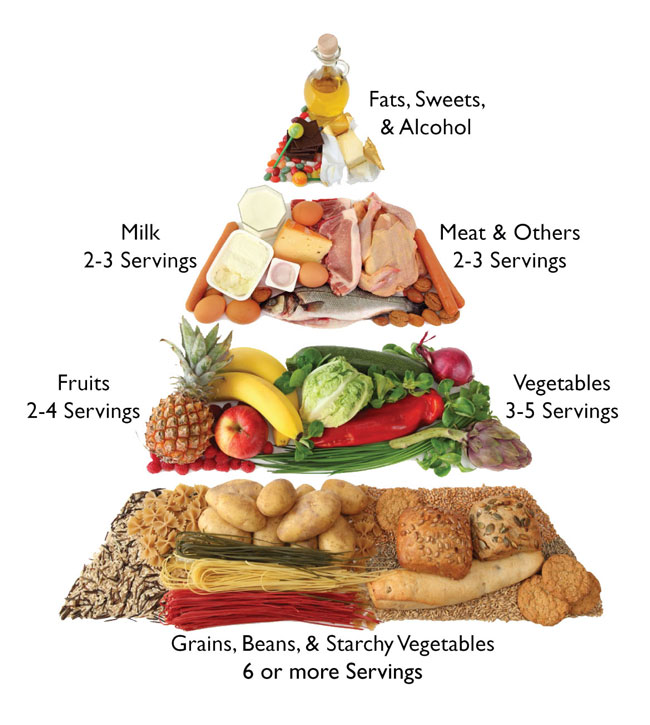 Fats, Sweets,
& Alcohol
Milk
2-3 Servings
Meat & Others
2-3 Servings
Fruits
2-4 Servings
Vegetables
3-5 Servings
Grains, Beans, & Starchy Vegetables
6 or more Servings